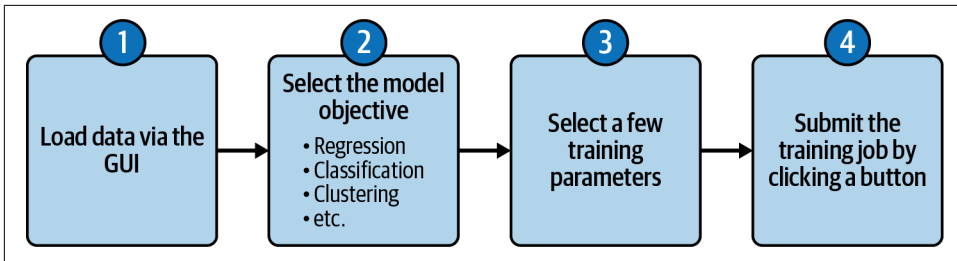 1
Load data via the
GUI
2
Select the model
objective
• Regression
• Classification
• Clustering
• etc.
3
Select a few
training
parameters
4
Submit the
training job by
clicking a button